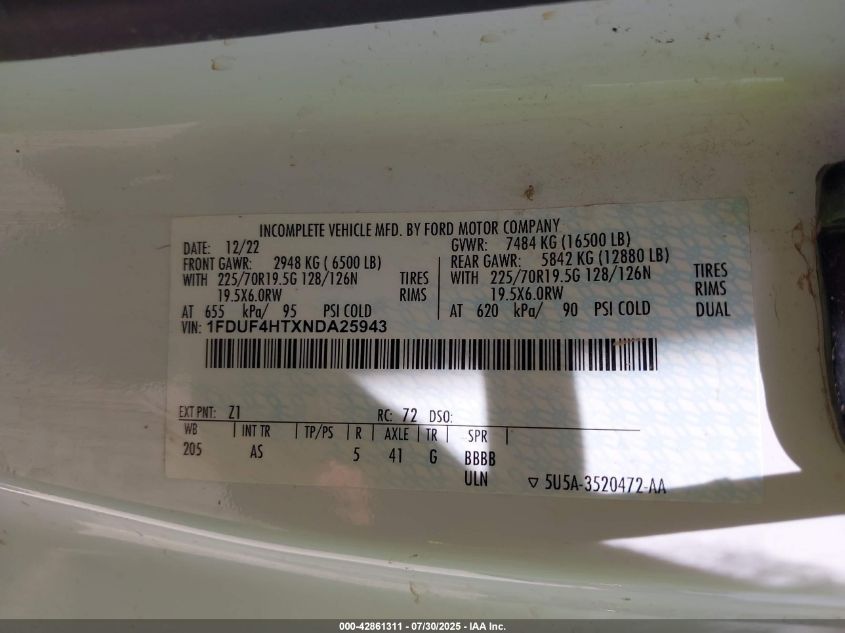 INCOMPLETE VEHICLE MFD. BY FORD MOTOR COMPANY
DATE: 12/22 GVWR: 7484 KG (16500 LB)
FRONT GAWR: 2948 KG ( 6500 LB) REAR GAWR: 5842 KG (12880 LB)
WITH 225/70R19.5G 128/126N TIRES WITH 225/70R19.5G 128/126N TIRES
19.5X6.0RW RIMS 19.5X6.0RW RIMS
AT 655 kPa/ 95 PSI COLD AT 620 kPa/ 90 PSI COLD DUAL
VIN: 1FDUF4HTXNDA25943
EXT PNT: Z1 RC: 72 DSO:
WB INT TR TP/PS R AXLE TR SPR
205 AS 5 41 G BBBB
ULN ▽ 5U5A-3520472-AA
000-42861311 - 07/30/2025 - IAA Inc.